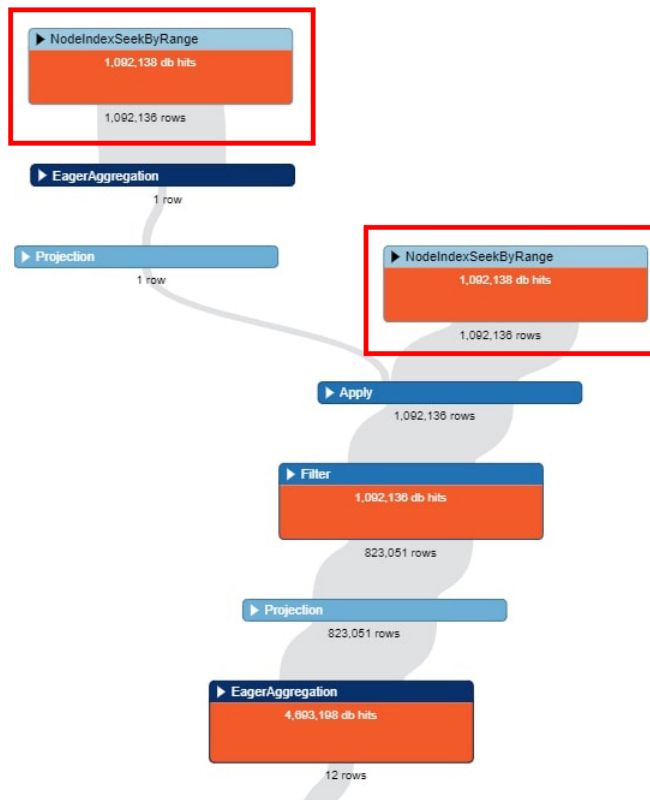 NodeIndexSeekByRange
1,092,138 db hits
1,092,136 rows
EagerAggregation
1 row
Projection
1 row
NodeIndexSeekByRange
1,092,138 db hits
1,092,136 rows
Apply
1,092,136 rows
Filter
1,092,136 db hits
823,051 rows
Projection
823,051 rows
EagerAggregation
4,693,198 db hits
12 rows